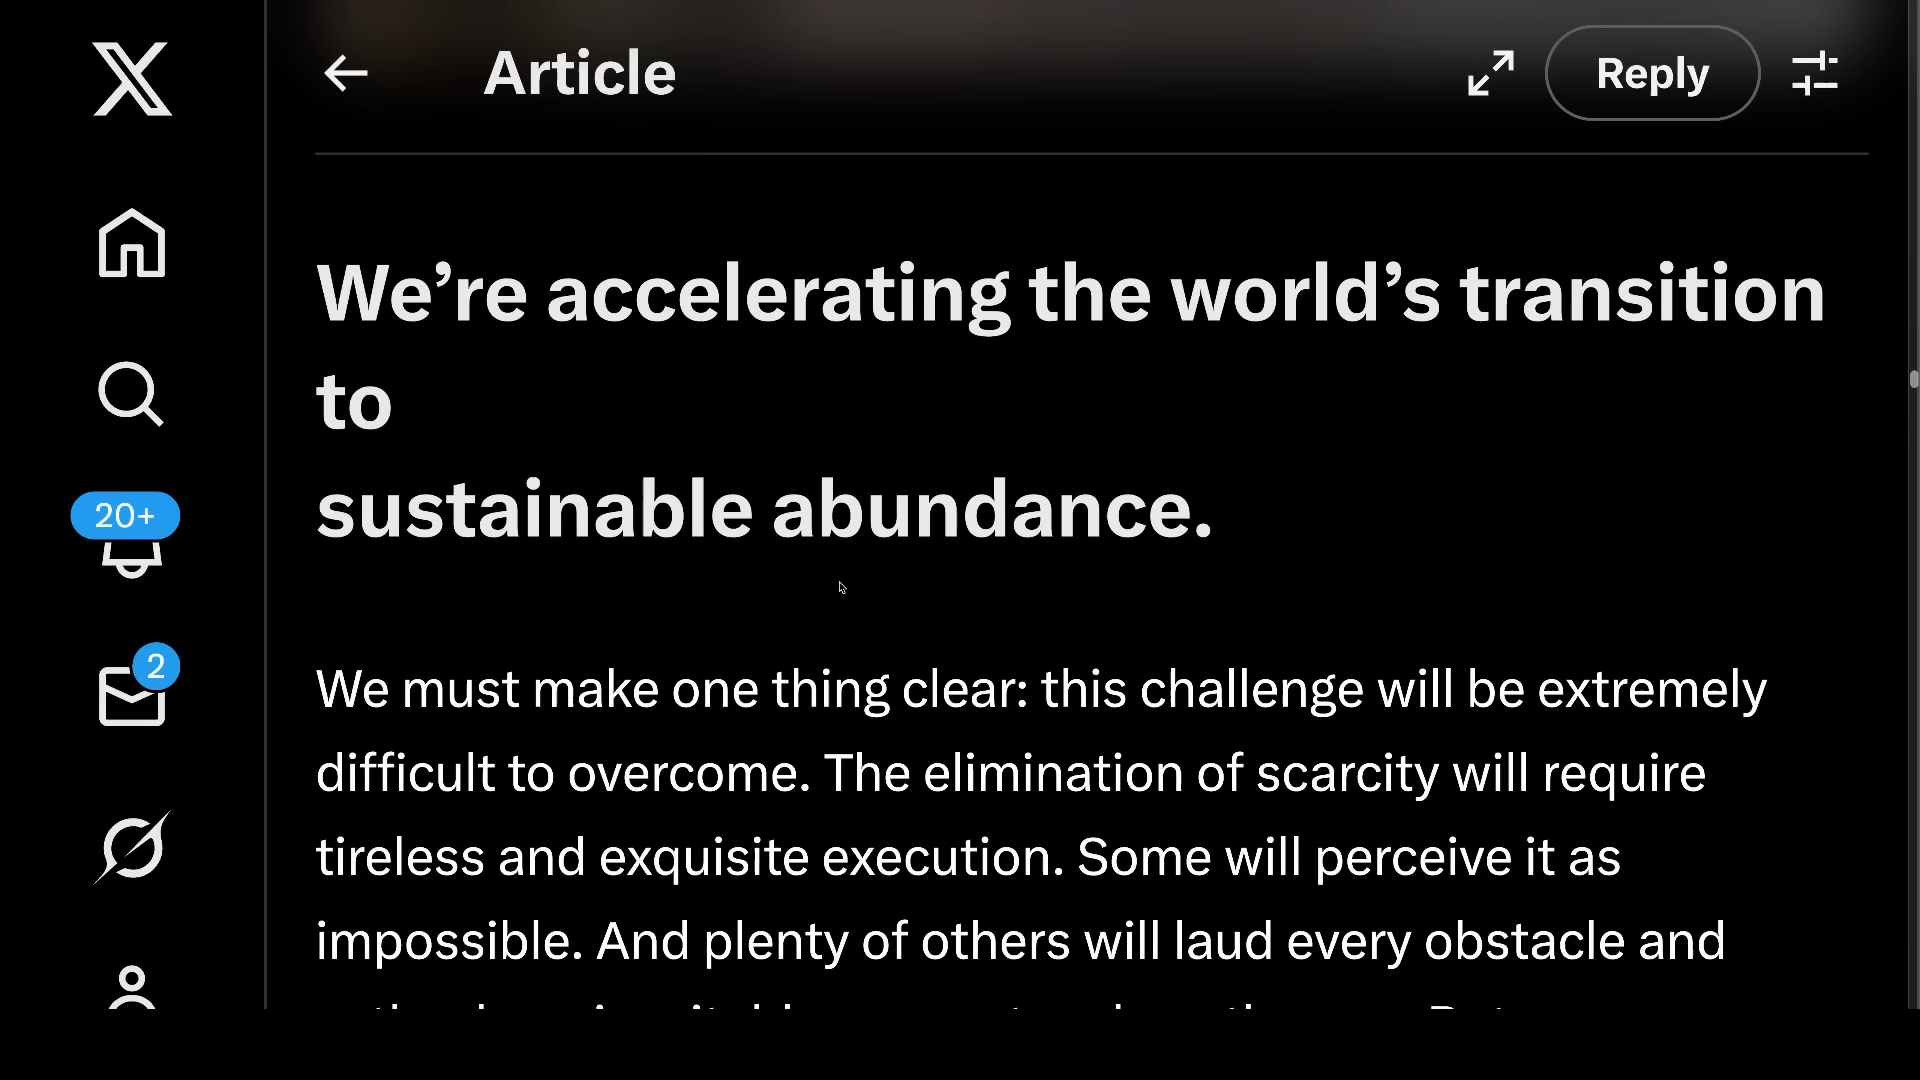 Article
Reply
We’re accelerating the world’s transition
to
sustainable abundance.
20+
2
We must make one thing clear: this challenge will be extremely
difficult to overcome. The elimination of scarcity will require
tireless and exquisite execution. Some will perceive it as
impossible. And plenty of others will laud every obstacle and